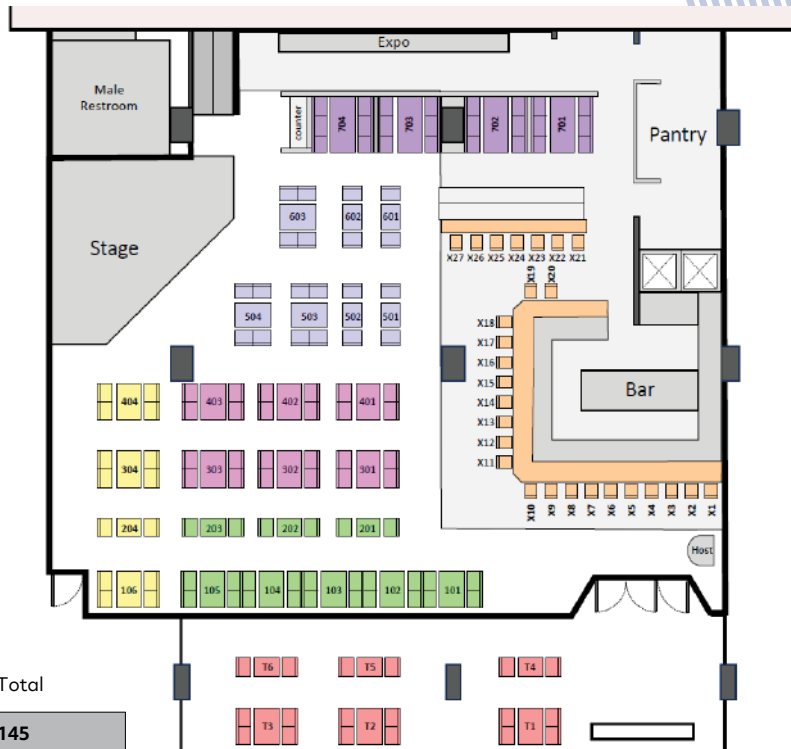 Expo
Male
Restroom
counter
704
703
702
701
Pantry
603
602
601
Stage
X27 X26 X25 X24 X23 X22 X21
X19
X20
504
503
502
501
X18
X17
X16
X15
X14
X13
X12
X11
Bar
404
403
402
401
304
303
302
301
X10
X9
X8
X7
X6
X5
X4
X3
X2
X1
204
203
202
201
Host
106
105
104
103
102
101
T6
T5
T4
Total
145
T3
T2
T1